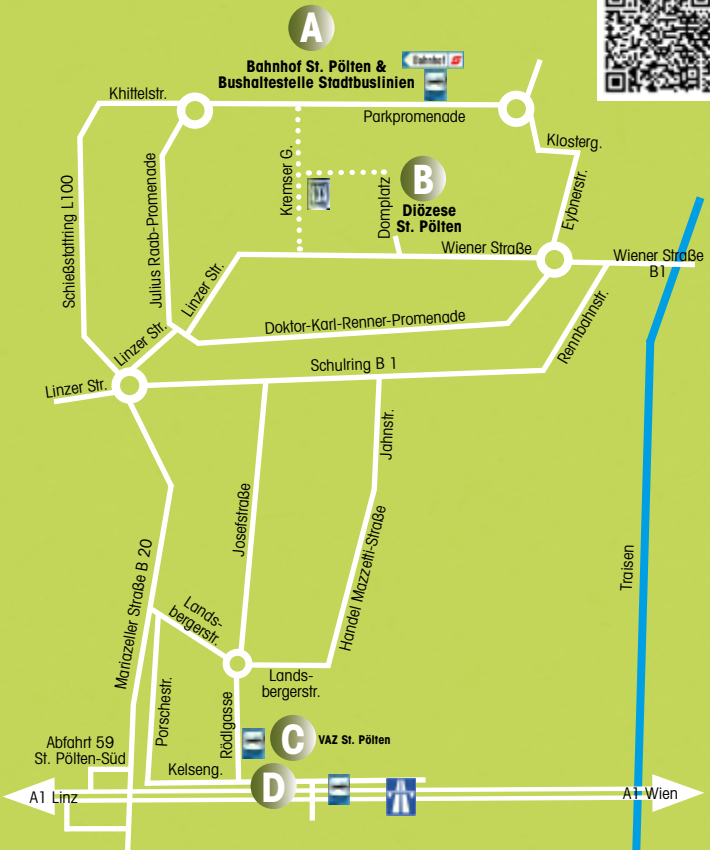 A
Bahnhof St. Pölten &
Bushaltestelle Stadtbuslinien
Bahnhof
Khittelstr.
Parkpromenade
Klosterg.
Kremser G.
B
Diözese
St. Pölten
Domplatz
Eybnerstr.
Schießstattring L100
Julius Raab-Promenade
Linzer Str.
Wiener Straße
Wiener Straße
B1
Linzer Str.
Doktor-Karl-Renner-Promenade
Rennbahnstr.
Schulring B 1
Linzer Str.
Jahnstr.
Josefstraße
Handel Mazzetti-Straße
Traisen
Mariazeller Straße B 20
Lands-
bergerstr.
Lands-
bergerstr.
Porschestr.
Rödlgasse
C
VAZ St. Pölten
Abfahrt 59
St. Pölten-Süd
Kelseng.
D
A1 Linz
A1 Wien